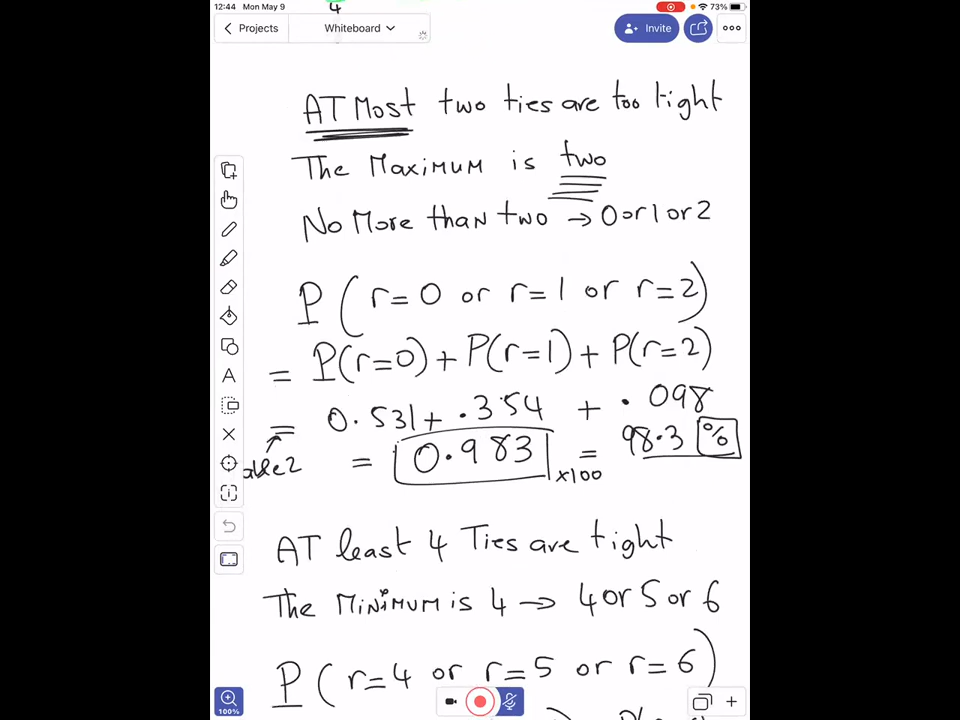 12:44 Mon May 9
4
73%
Projects
Whiteboard
Invite
AT Most two ties are too tight
The Maximum is two
No More than two → 0 or 1 or 2
P (r=0 or r=1 or r=2)
= P(r=0) + P(r=1) + P(r=2)
= 0.531 + .354 + .098
able 2
= 0.983 x100 = 98.3 %
A
AT least 4 Ties are tight
The Minimum is 4 → 4 or 5 or 6
P (r=4 or r=5 or r=6)
100%